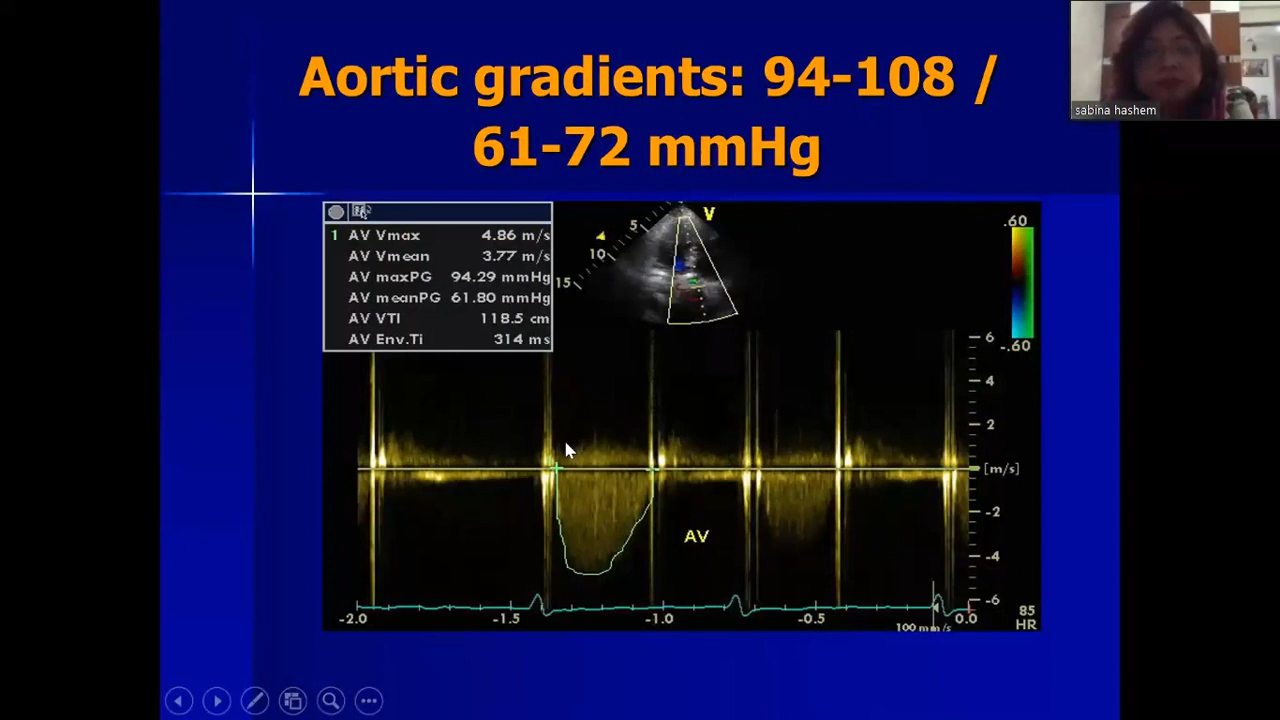 Aortic gradients: 94-108 /
61-72 mmHg
sabina hashem
1 AV Vmax 4.86 m/s
AV Vmean 3.77 m/s
AV maxPG 94.29 mmHg
AV meanPG 61.80 mmHg
AV VTI 118.5 cm
AV Env.Ti 314 ms
V
5
10
15
.60
-.60
6
4
2
[m/s]
-2
-4
-6
AV
-2.0 -1.5 -1.0 -0.5 0.0
100 mm/s
85
HR